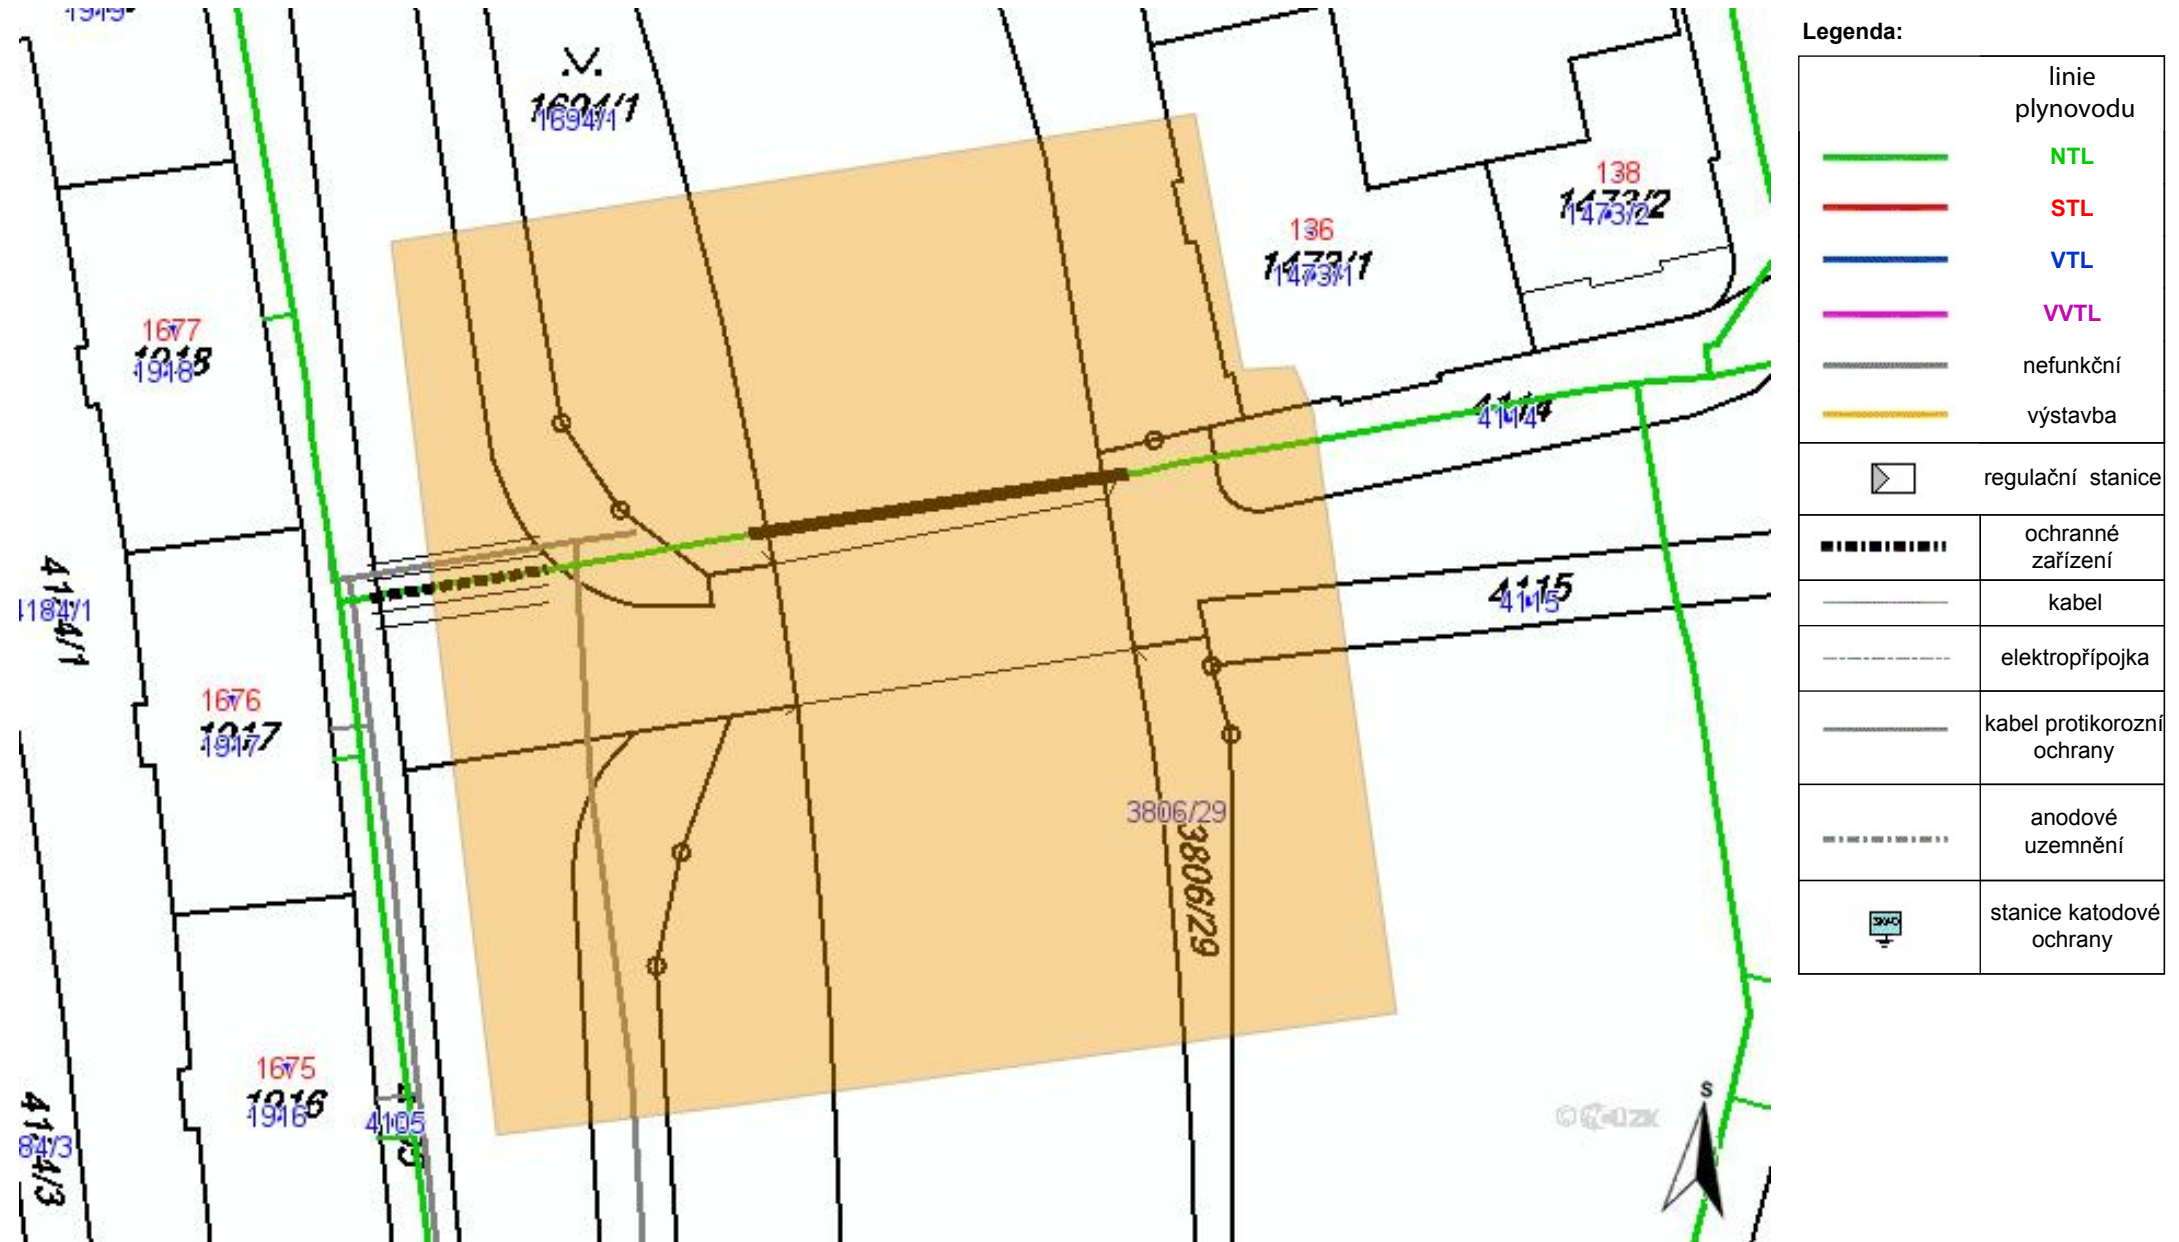 1919
1694/1
1694/1
138
1473/2
1473/2
136
1473/1
1473/1
1677
1918
1918
4114
4114
4115
4115
4184/1
1676
1917
1917
3806/29
3806/29
1675
1916
1916
4105
84/3
S
Legenda:
linie
plynovodu
NTL
STL
VTL
VVTL
nefunkční
výstavba
regulační stanice
ochranné
zařízení
kabel
elektropřípojka
kabel protikorozní
ochrany
anodové
uzemnění
stanice katodové
ochrany